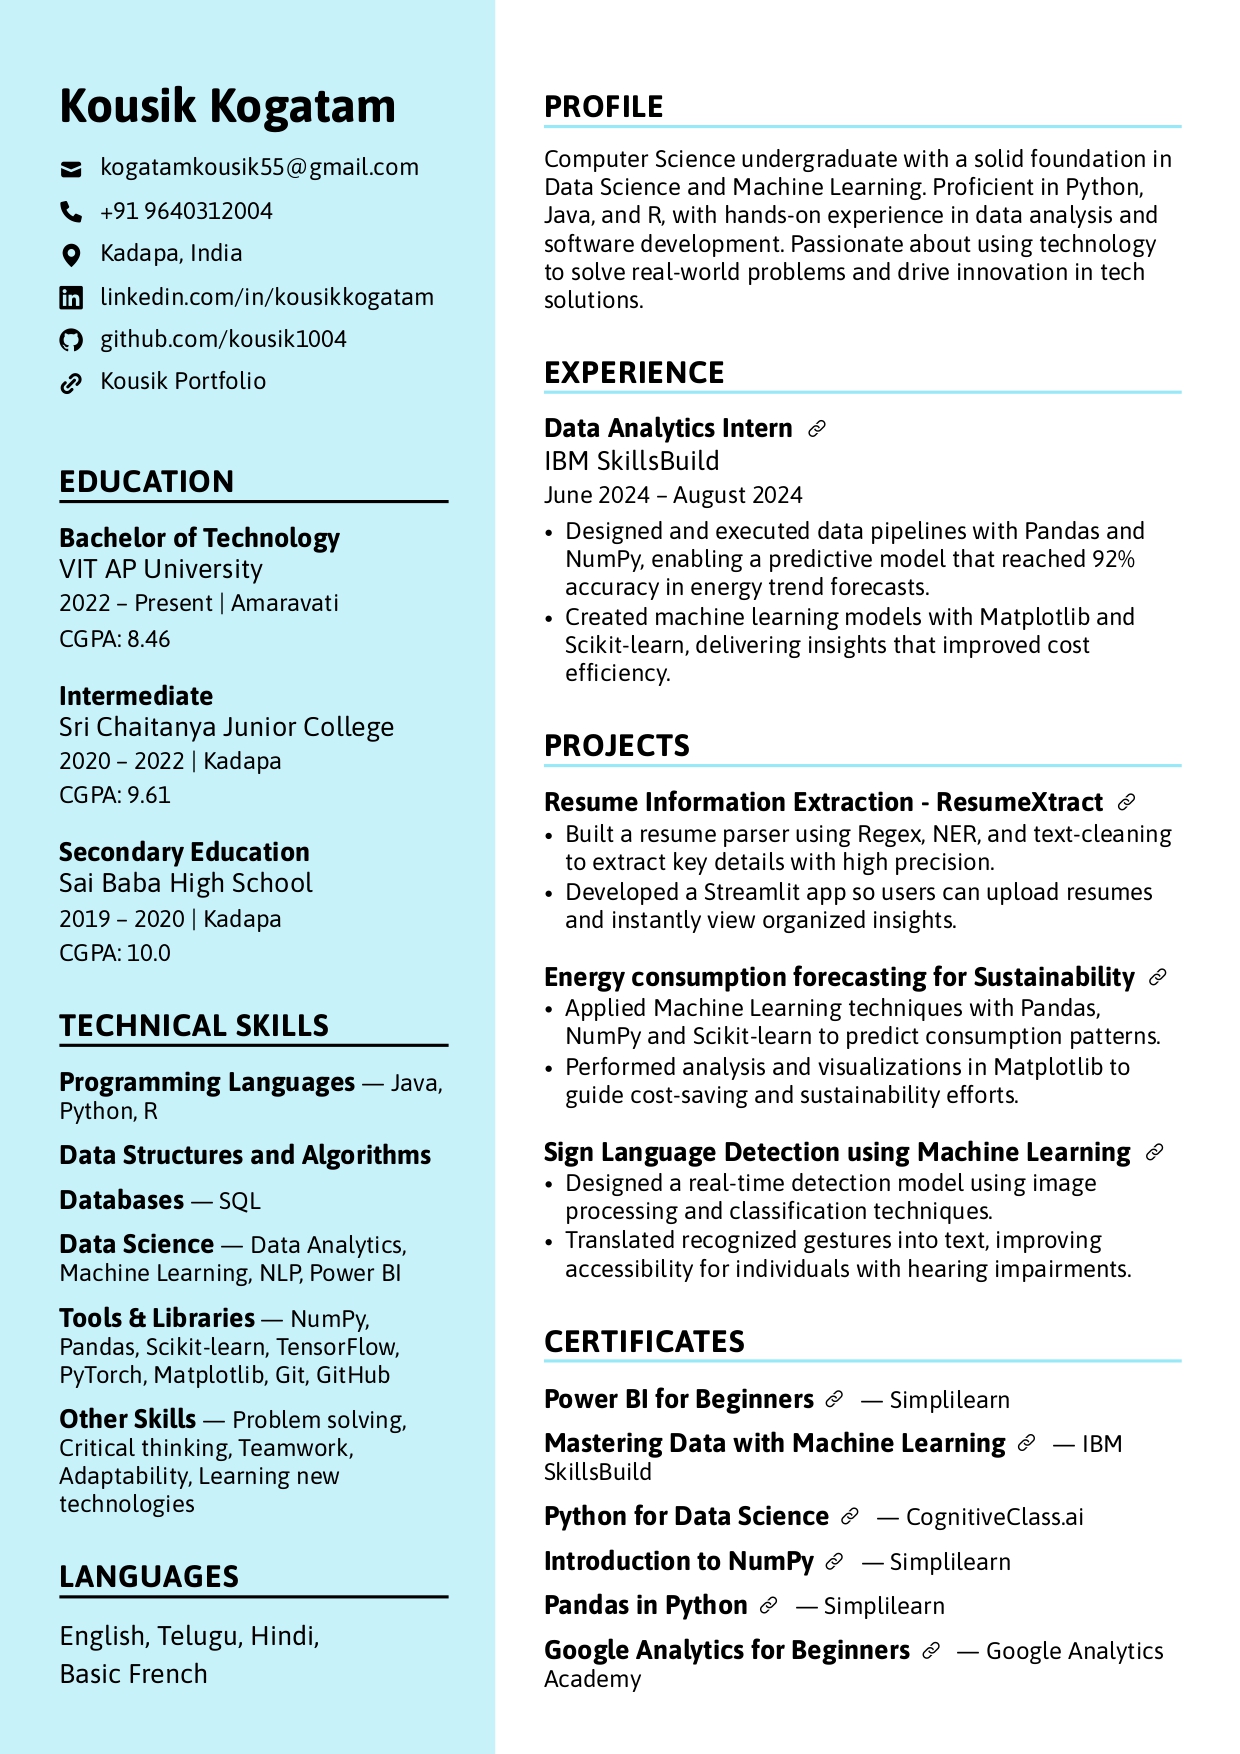 Kousik Kogatam
kogatamkousik55@gmail.com
+91 9640312004
Kadapa, India
linkedin.com/in/kousikkogatam
github.com/kousik1004
Kousik Portfolio
EDUCATION
Bachelor of Technology
VIT AP University
2022 – Present | Amaravati
CGPA: 8.46
Intermediate
Sri Chaitanya Junior College
2020 – 2022 | Kadapa
CGPA: 9.61
Secondary Education
Sai Baba High School
2019 – 2020 | Kadapa
CGPA: 10.0
TECHNICAL SKILLS
Programming Languages — Java,
Python, R
Data Structures and Algorithms
Databases — SQL
Data Science — Data Analytics,
Machine Learning, NLP, Power BI
Tools & Libraries — NumPy,
Pandas, Scikit-learn, TensorFlow,
PyTorch, Matplotlib, Git, GitHub
Other Skills — Problem solving,
Critical thinking, Teamwork,
Adaptability, Learning new
technologies
LANGUAGES
English, Telugu, Hindi,
Basic French
PROFILE
Computer Science undergraduate with a solid foundation in
Data Science and Machine Learning. Proficient in Python,
Java, and R, with hands-on experience in data analysis and
software development. Passionate about using technology
to solve real-world problems and drive innovation in tech
solutions.
EXPERIENCE
Data Analytics Intern
IBM SkillsBuild
June 2024 – August 2024
• Designed and executed data pipelines with Pandas and
NumPy, enabling a predictive model that reached 92%
accuracy in energy trend forecasts.
• Created machine learning models with Matplotlib and
Scikit-learn, delivering insights that improved cost
efficiency.
PROJECTS
Resume Information Extraction - ResumeXtract
• Built a resume parser using Regex, NER, and text-cleaning
to extract key details with high precision.
• Developed a Streamlit app so users can upload resumes
and instantly view organized insights.
Energy consumption forecasting for Sustainability
• Applied Machine Learning techniques with Pandas,
NumPy and Scikit-learn to predict consumption patterns.
• Performed analysis and visualizations in Matplotlib to
guide cost-saving and sustainability efforts.
Sign Language Detection using Machine Learning
• Designed a real-time detection model using image
processing and classification techniques.
• Translated recognized gestures into text, improving
accessibility for individuals with hearing impairments.
CERTIFICATES
Power BI for Beginners — Simplilearn
Mastering Data with Machine Learning — IBM
SkillsBuild
Python for Data Science — CognitiveClass.ai
Introduction to NumPy — Simplilearn
Pandas in Python — Simplilearn
Google Analytics for Beginners — Google Analytics
Academy